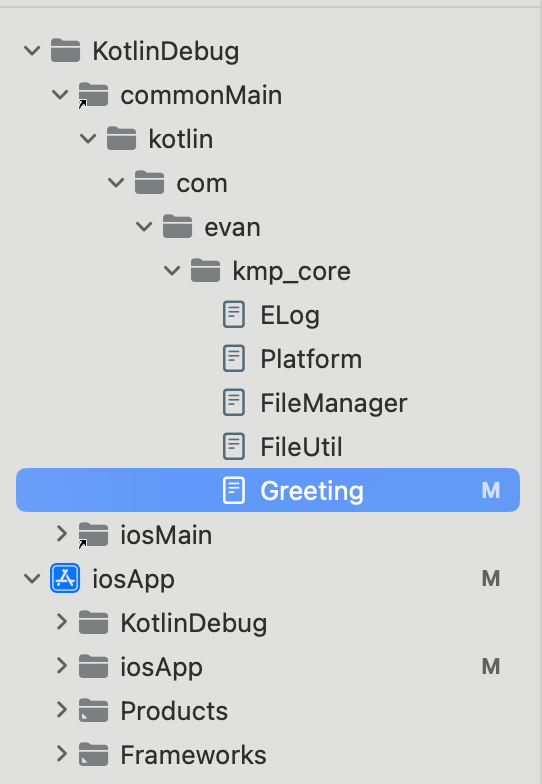 KotlinDebug
commonMain
kotlin
com
evan
kmp_core
ELog
Platform
FileManager
FileUtil
Greeting M
iosMain
iosApp M
KotlinDebug
iosApp M
Products
Frameworks